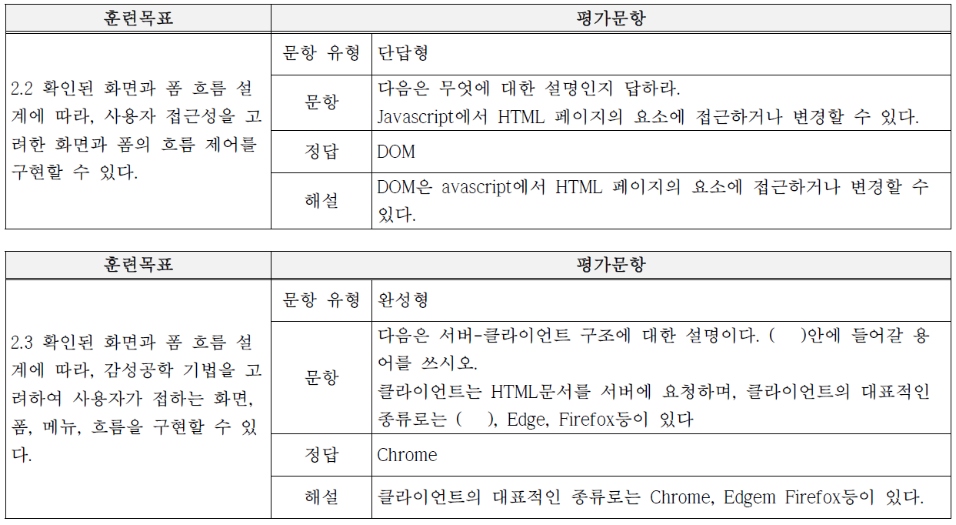 훈련목표 평가문항
2.2 확인된 화면과 폼 흐름 설
계에 따라, 사용자 접근성을 고
려한 화면과 폼의 흐름 제어를
구현할 수 있다.
문항 유형 단답형
문항
다음은 무엇에 대한 설명인지 답하라.
Javascript에서 HTML 페이지의 요소에 접근하거나 변경할 수 있다.
정답 DOM
해설
DOM은 avascript에서 HTML 페이지의 요소에 접근하거나 변경할 수
있다.
훈련목표 평가문항
2.3 확인된 화면과 폼 흐름 설
계에 따라, 감성공학 기법을 고
려하여 사용자가 접하는 화면,
폼, 메뉴, 흐름을 구현할 수 있
다.
문항 유형 완성형
문항
다음은 서버-클라이언트 구조에 대한 설명이다. (   )안에 들어갈 용
어를 쓰시오.
클라이언트는 HTML문서를 서버에 요청하며, 클라이언트의 대표적인
종류로는 (   ), Edge, Firefox등이 있다
정답 Chrome
해설 클라이언트의 대표적인 종류로는 Chrome, Edgem Firefox등이 있다.